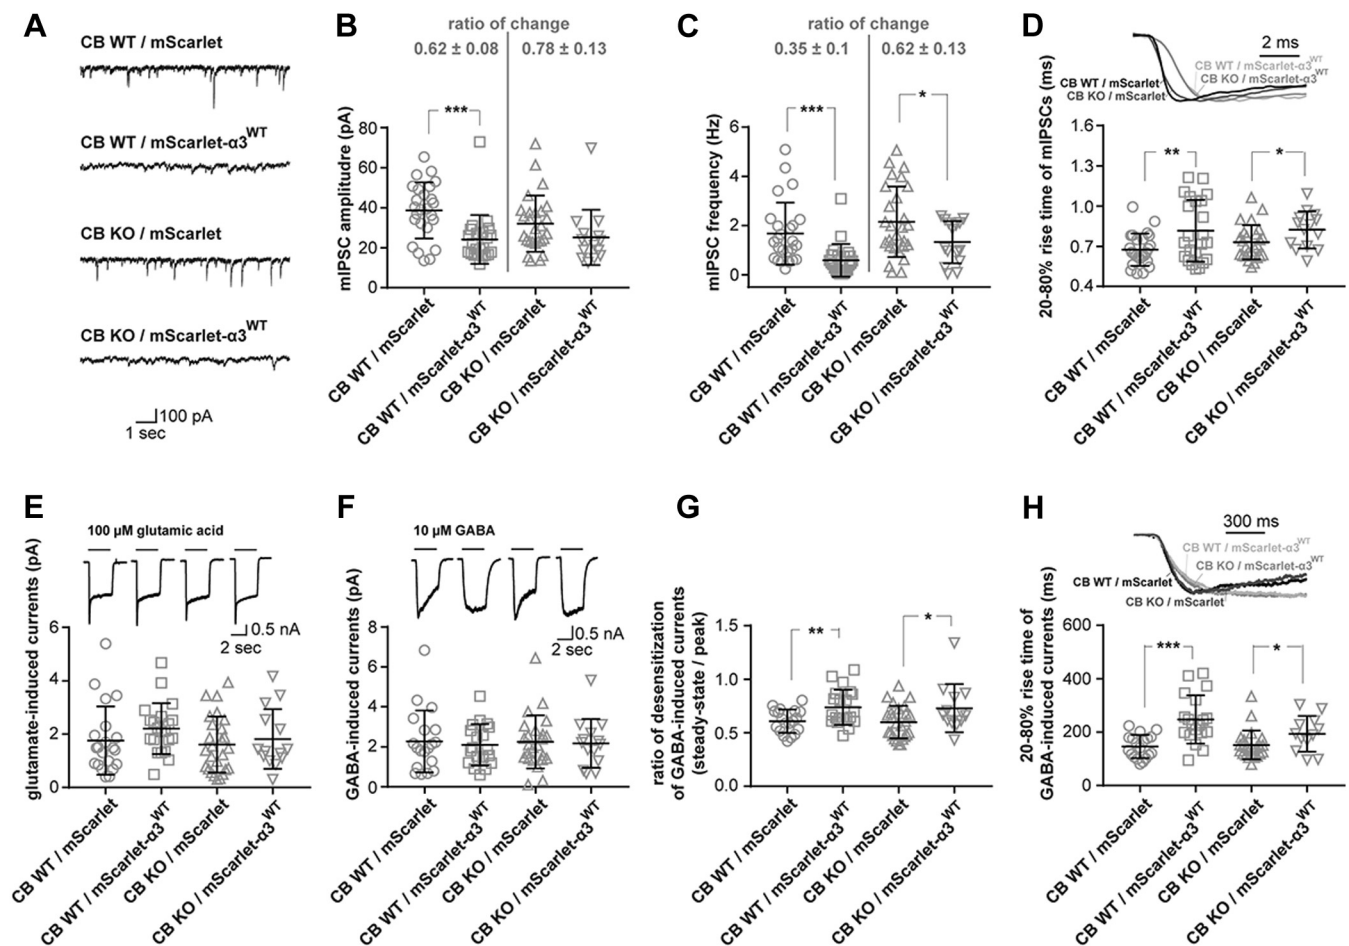 A
CB WT / mScarlet
CB WT / mScarlet-α3WT
CB KO / mScarlet
CB KO / mScarlet-α3WT
100 pA
1 sec
B
ratio of change
0.62 ± 0.08
0.78 ± 0.13
***
mIPSC amplitudre (pA)
80
60
40
20
0
CB WT / mScarlet
CB WT / mScarlet-α3WT
CB KO / mScarlet
CB KO / mScarlet-α3WT
C
ratio of change
0.35 ± 0.1
0.62 ± 0.13
***
*
mIPSC frequency (Hz)
6
4
2
0
CB WT / mScarlet
CB WT / mScarlet-α3WT
CB KO / mScarlet
CB KO / mScarlet-α3WT
D
2 ms
CB WT / mScarlet-α3WT
CB KO / mScarlet-α3WT
CB WT / mScarlet
CB KO / mScarlet
**
*
20-80% rise time of mIPSCs (ms)
1.6
1.3
1.0
0.7
0.4
CB WT / mScarlet
CB WT / mScarlet-α3WT
CB KO / mScarlet
CB KO / mScarlet-α3WT
E
100 μM glutamic acid
0.5 nA
2 sec
glutamate-induced currents (pA)
6
4
2
0
CB WT / mScarlet
CB WT / mScarlet-α3WT
CB KO / mScarlet
CB KO / mScarlet-α3WT
F
10 μM GABA
0.5 nA
2 sec
GABA-induced currents (pA)
8
6
4
2
0
CB WT / mScarlet
CB WT / mScarlet-α3WT
CB KO / mScarlet
CB KO / mScarlet-α3WT
G
**
*
ratio of desensitization
of GABA-induced currents
(steady-state / peak)
1.5
1.0
0.5
0.0
CB WT / mScarlet
CB WT / mScarlet-α3WT
CB KO / mScarlet
CB KO / mScarlet-α3WT
H
300 ms
CB WT / mScarlet-α3WT
CB KO / mScarlet-α3WT
CB WT / mScarlet
CB KO / mScarlet
***
*
20-80% rise time of
GABA-induced currents (ms)
600
400
200
0
CB WT / mScarlet
CB WT / mScarlet-α3WT
CB KO / mScarlet
CB KO / mScarlet-α3WT